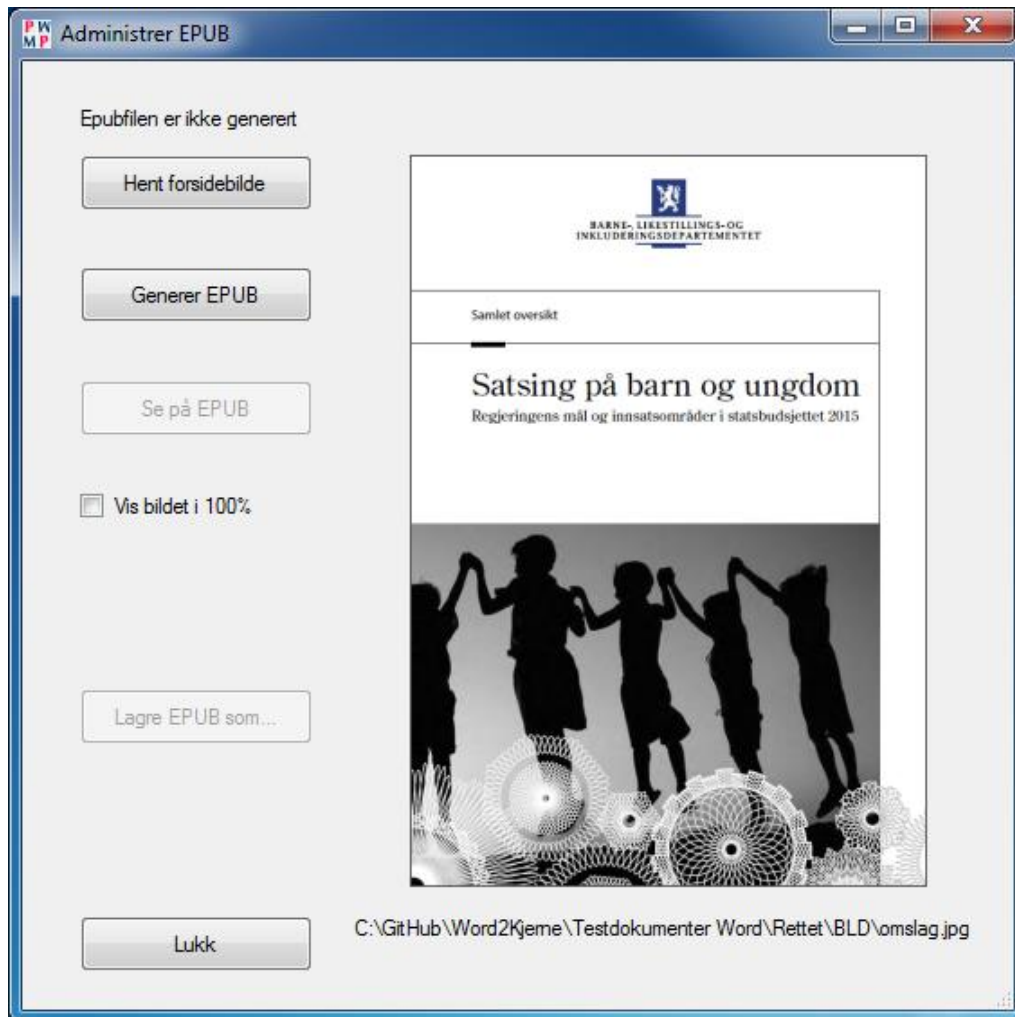 PW
MP
Administrer EPUB
Epubfilen er ikke generert
Hent forsidebilde
Generer EPUB
Se på EPUB
Vis bildet i 100%
Lagre EPUB som...
Lukk
BARNE-, LIKESTILLINGS- OG
INKLUDERINGSDEPARTEMENTET
Samlet oversikt
Satsing på barn og ungdom
Regjeringens mål og innsatsområder i statsbudsjettet 2015
C:\GitHub\Word2Kjerne\Testdokumenter Word\Rettet\BLD\omslag.jpg